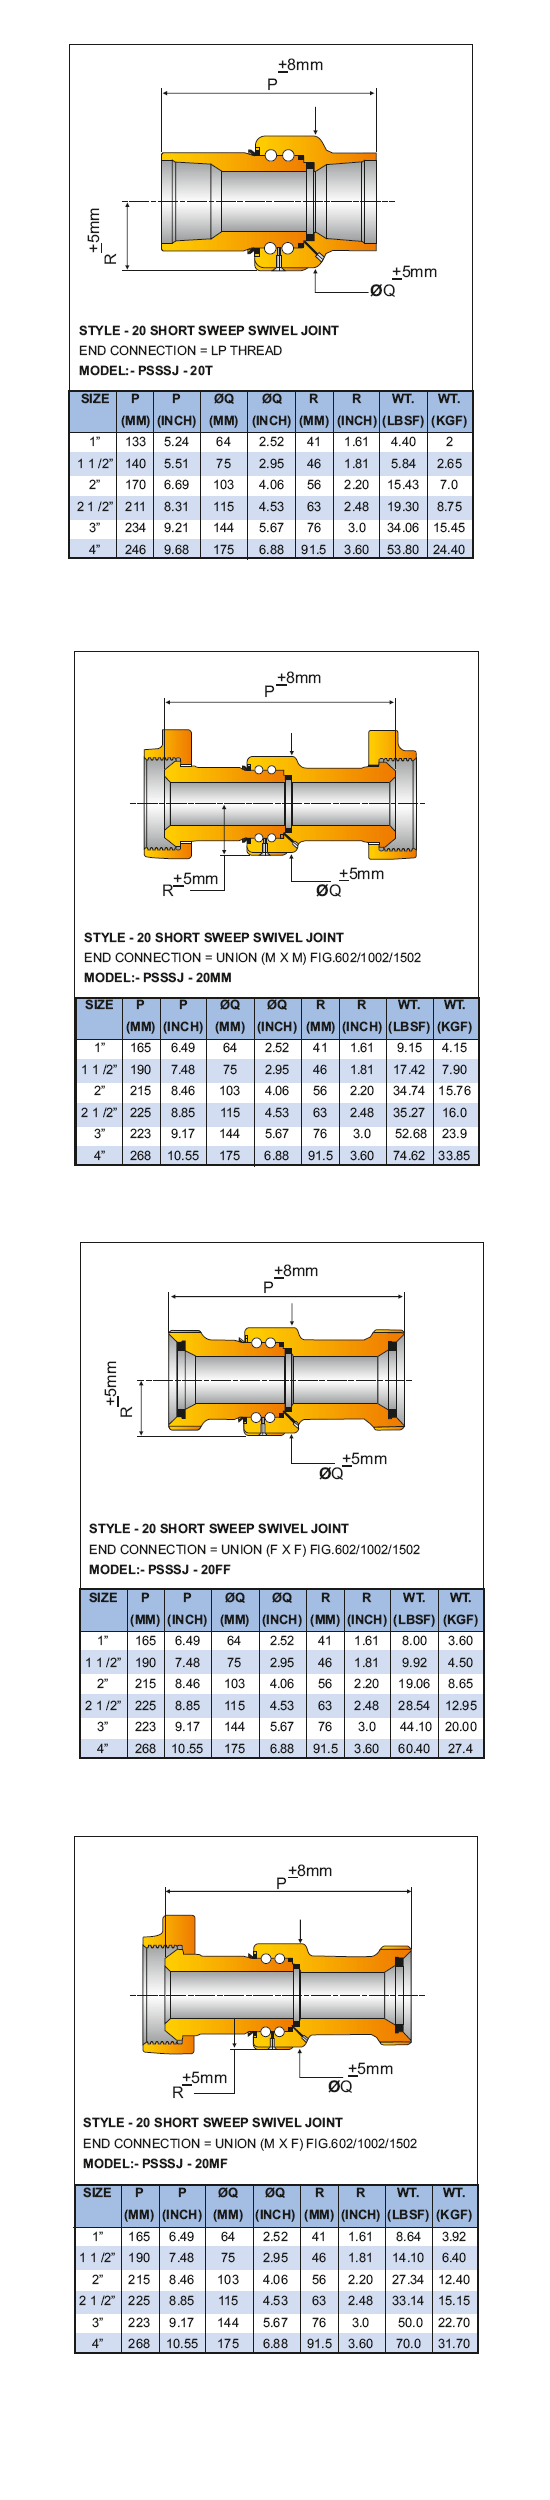 ±8mm
P
±5mm
R
±5mm
ØQ
STYLE - 20 SHORT SWEEP SWIVEL JOINT
END CONNECTION = LP THREAD
MODEL:- PSSSJ - 20T
SIZE P P ØQ ØQ R R WT. WT.
(MM) (INCH) (MM) (INCH) (MM) (INCH) (LBSF) (KGF)
1” 133 5.24 64 2.52 41 1.61 4.40 2
1 1 /2” 140 5.51 75 2.95 46 1.81 5.84 2.65
2” 170 6.69 103 4.06 56 2.20 15.43 7.0
2 1 /2” 211 8.31 115 4.53 63 2.48 19.30 8.75
3” 234 9.21 144 5.67 76 3.0 34.06 15.45
4” 246 9.68 175 6.88 91.5 3.60 53.80 24.40
±8mm
P
±5mm
R
±5mm
ØQ
STYLE - 20 SHORT SWEEP SWIVEL JOINT
END CONNECTION = UNION (M X M) FIG.602/1002/1502
MODEL:- PSSSJ - 20MM
SIZE P P ØQ ØQ R R WT. WT.
(MM) (INCH) (MM) (INCH) (MM) (INCH) (LBSF) (KGF)
1” 165 6.49 64 2.52 41 1.61 9.15 4.15
1 1 /2” 190 7.48 75 2.95 46 1.81 17.42 7.90
2” 215 8.46 103 4.06 56 2.20 34.74 15.76
2 1 /2” 225 8.85 115 4.53 63 2.48 35.27 16.0
3” 223 9.17 144 5.67 76 3.0 52.68 23.9
4” 268 10.55 175 6.88 91.5 3.60 74.62 33.85
±8mm
P
±5mm
R
±5mm
ØQ
STYLE - 20 SHORT SWEEP SWIVEL JOINT
END CONNECTION = UNION (F X F) FIG.602/1002/1502
MODEL:- PSSSJ - 20FF
SIZE P P ØQ ØQ R R WT. WT.
(MM) (INCH) (MM) (INCH) (MM) (INCH) (LBSF) (KGF)
1” 165 6.49 64 2.52 41 1.61 8.00 3.60
1 1 /2” 190 7.48 75 2.95 46 1.81 9.92 4.50
2” 215 8.46 103 4.06 56 2.20 19.06 8.65
2 1 /2” 225 8.85 115 4.53 63 2.48 28.54 12.95
3” 223 9.17 144 5.67 76 3.0 44.10 20.00
4” 268 10.55 175 6.88 91.5 3.60 60.40 27.4
±8mm
P
±5mm
R
±5mm
ØQ
STYLE - 20 SHORT SWEEP SWIVEL JOINT
END CONNECTION = UNION (M X F) FIG.602/1002/1502
MODEL:- PSSSJ - 20MF
SIZE P P ØQ ØQ R R WT. WT.
(MM) (INCH) (MM) (INCH) (MM) (INCH) (LBSF) (KGF)
1” 165 6.49 64 2.52 41 1.61 8.64 3.92
1 1 /2” 190 7.48 75 2.95 46 1.81 14.10 6.40
2” 215 8.46 103 4.06 56 2.20 27.34 12.40
2 1 /2” 225 8.85 115 4.53 63 2.48 33.14 15.15
3” 223 9.17 144 5.67 76 3.0 50.0 22.70
4” 268 10.55 175 6.88 91.5 3.60 70.0 31.70